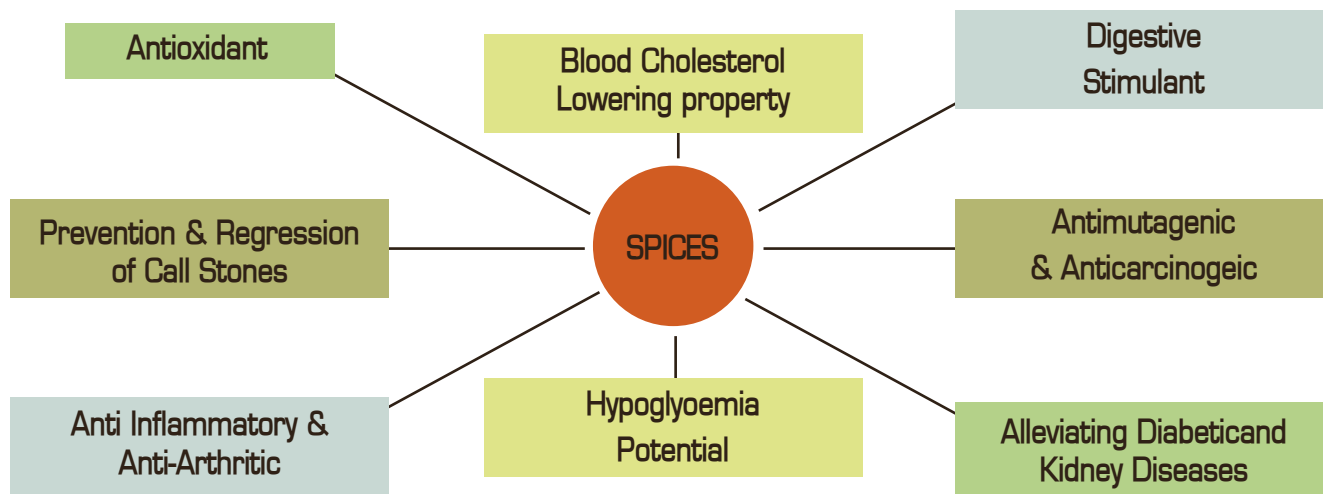 Antioxidant
Blood Cholesterol
Lowering property
Digestive
Stimulant
Prevention & Regression
of Call Stones
SPICES
Antimutagenic
& Anticarcinogeic
Anti Inflammatory &
Anti-Arthritic
Hypoglyoemia
Potential
Alleviating Diabeticand
Kidney Diseases